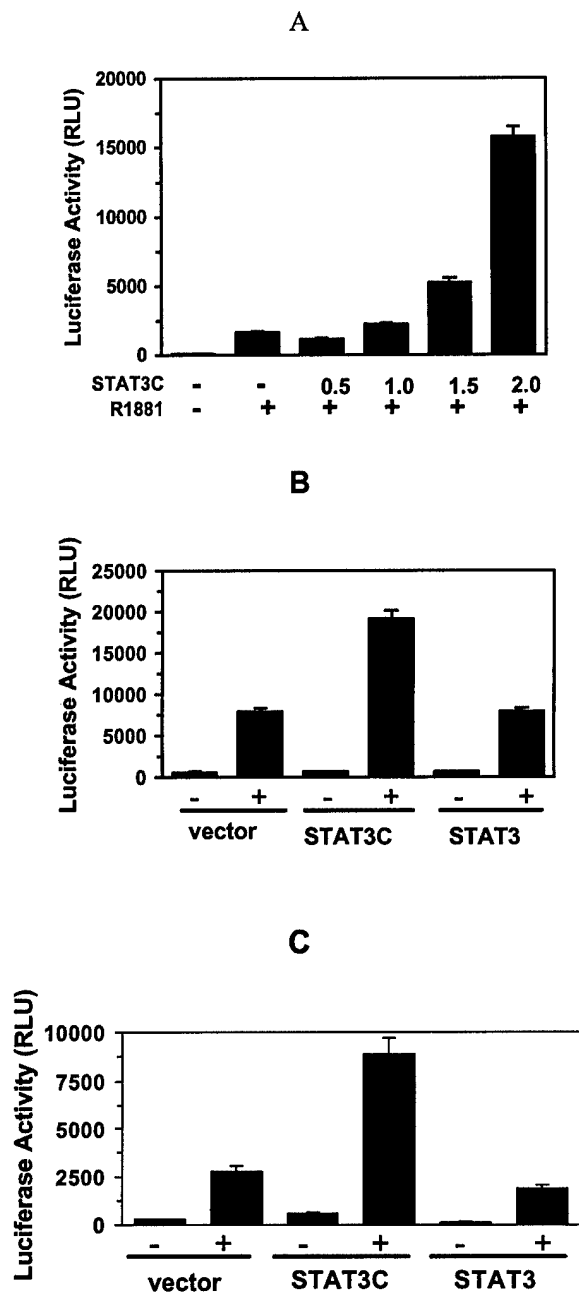 A
Luciferase Activity (RLU)
20000
15000
10000
5000
0
STAT3C - - 0.5 1.0 1.5 2.0
R1881 - + + + + +
B
Luciferase Activity (RLU)
25000
20000
15000
10000
5000
0
- + - + - +
vector STAT3C STAT3
C
Luciferase Activity (RLU)
10000
7500
5000
2500
0
- + - + - +
vector STAT3C STAT3